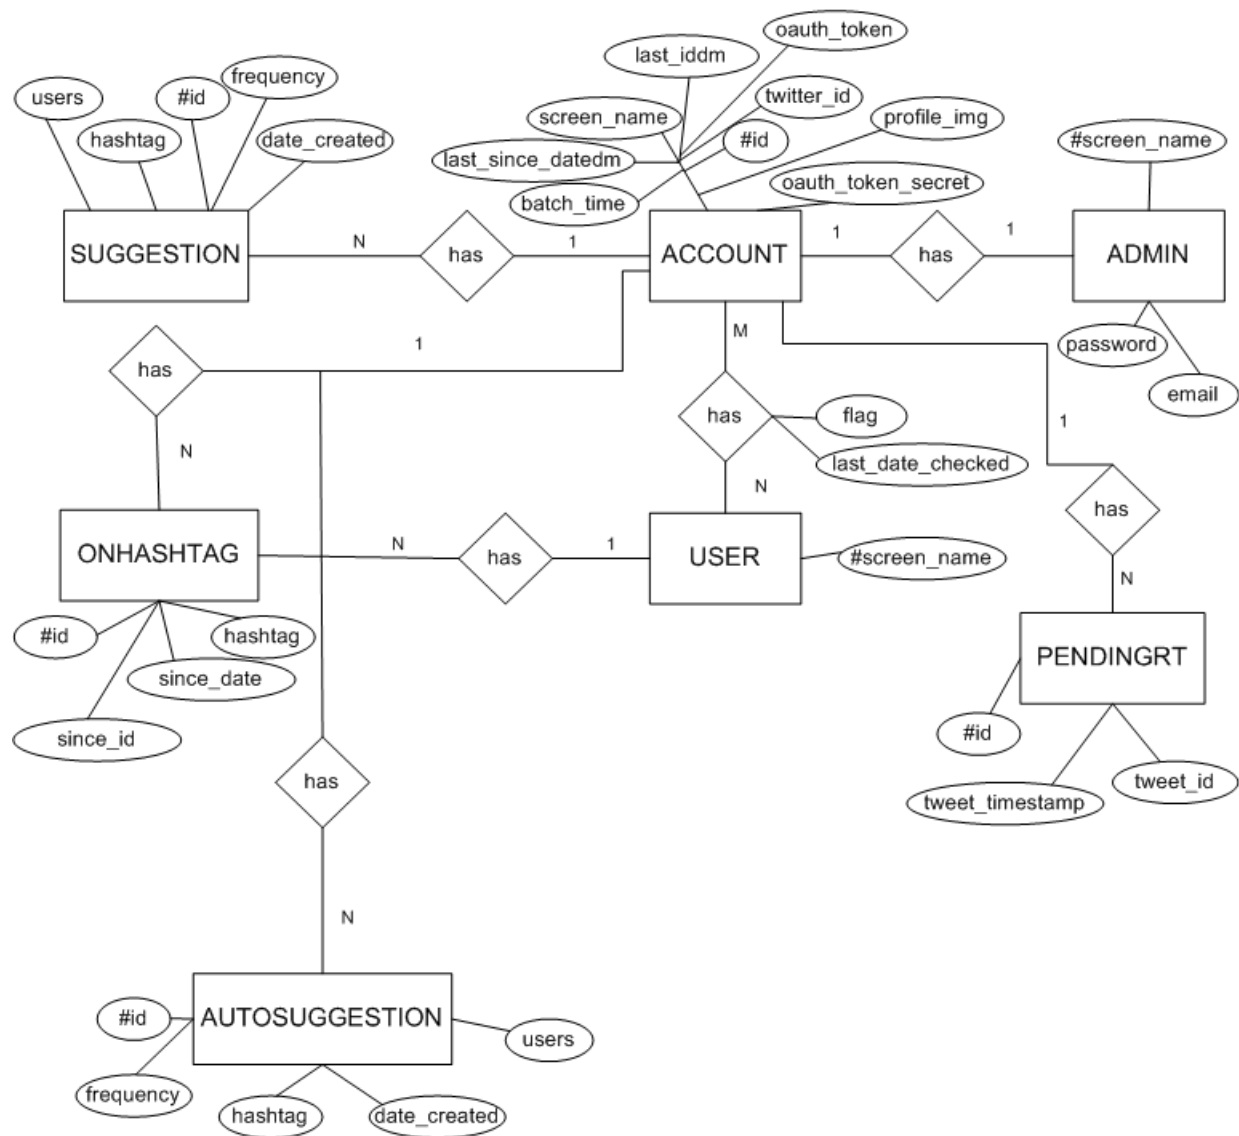 oauth_token
last_iddm
frequency
users
#id
twitter_id
hashtag
date_created
screen_name
#id
profile_img
#screen_name
last_since_datedm
batch_time
oauth_token_secret
SUGGESTION
N
has
1
ACCOUNT
1
has
1
ADMIN
has
1
M
password
email
has
flag
last_date_checked
1
N
N
has
ONHASHTAG
N
has
1
USER
#screen_name
N
#id
hashtag
since_date
since_id
PENDINGRT
#id
tweet_id
tweet_timestamp
has
N
#id
AUTOSUGGESTION
users
frequency
hashtag
date_created